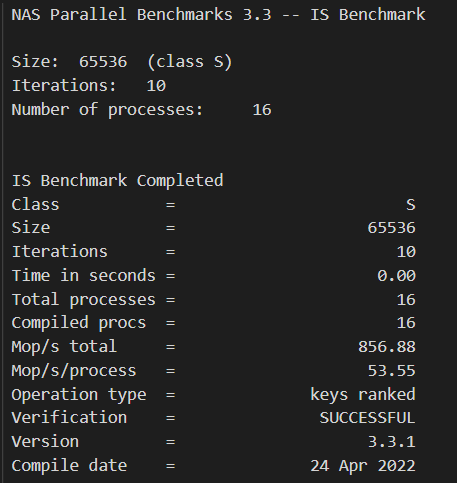 NAS Parallel Benchmarks 3.3 -- IS Benchmark
Size:  65536  (class S)
Iterations:   10
Number of processes:     16
IS Benchmark Completed
Class           =                        S
Size            =                    65536
Iterations      =                       10
Time in seconds =                     0.00
Total processes =                       16
Compiled procs  =                       16
Mop/s total     =                   856.88
Mop/s/process   =                    53.55
Operation type  =              keys ranked
Verification    =               SUCCESSFUL
Version         =                    3.3.1
Compile date    =              24 Apr 2022